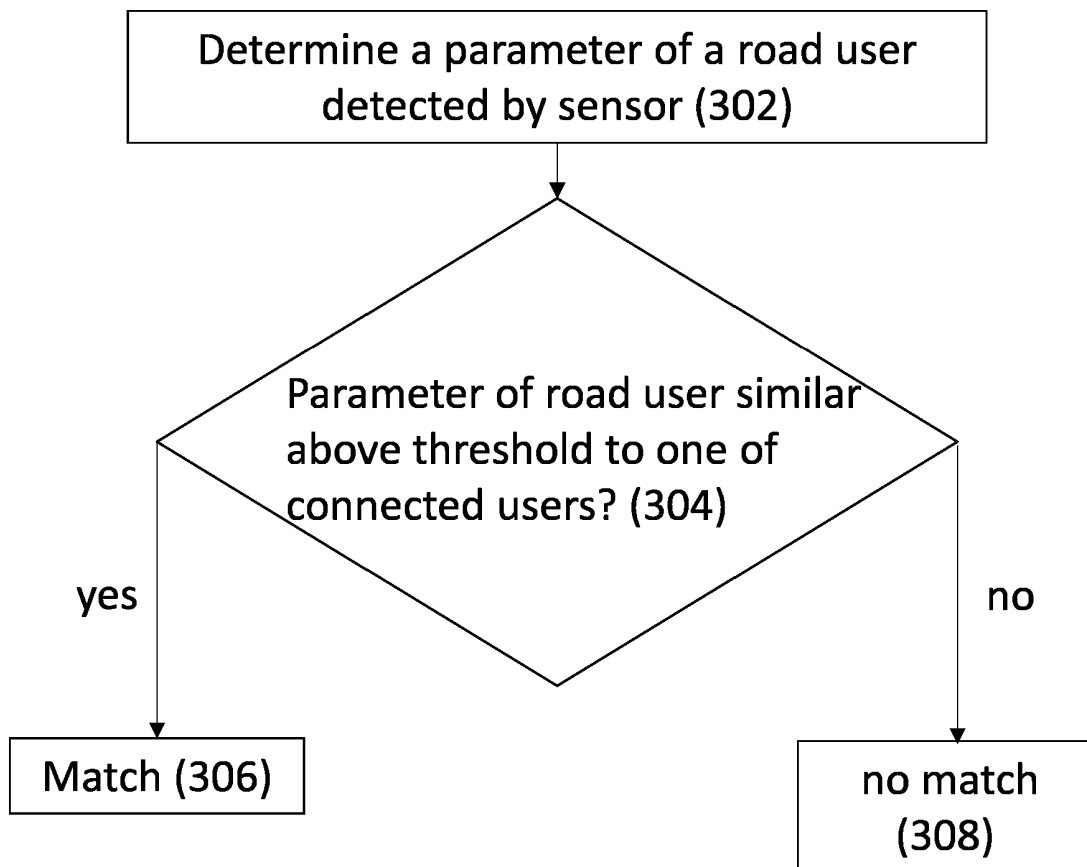 Determine a parameter of a road user
detected by sensor (302)
Parameter of road user similar
above threshold to one of
connected users? (304)
yes
no
Match (306)
no match
(308)